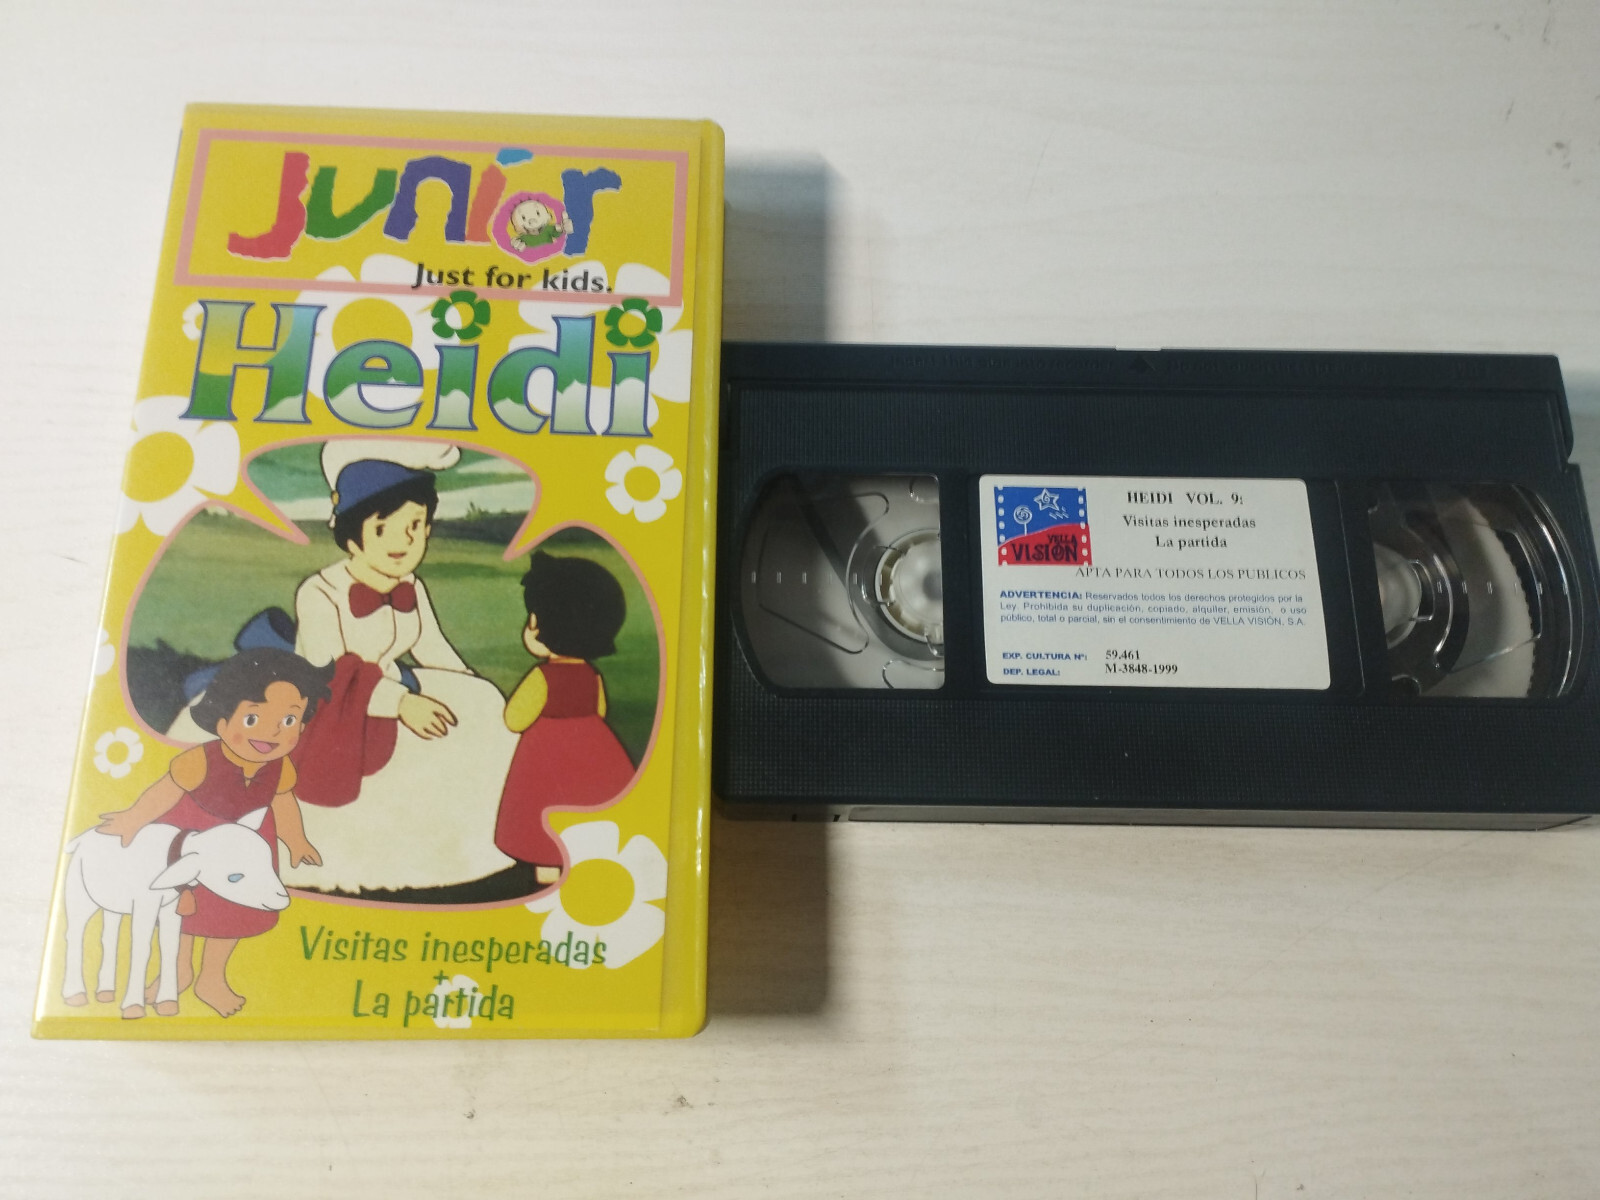 Junior
Just for kids.
Heidi
Visitas inesperadas
+
La partida
VELLA
VISIÓN
HEIDI VOL. 9:
Visitas inesperadas
La partida
APTA PARA TODOS LOS PUBLICOS
ADVERTENCIA: Reservados todos los derechos protegidos por la
Ley. Prohibida su duplicación, copiado, alquiler, emisión. o uso
público, total o parcial, sin el consentimiento de VELLA VISIÓN, S.A.
EXP. CULTURA Nº: 59.461
DEP. LEGAL: M-3848-1999